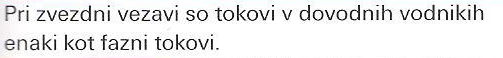 Pri zvezdni vezavi so tokovi v dovodnih vodnikih
enaki kot fazni tokovi.